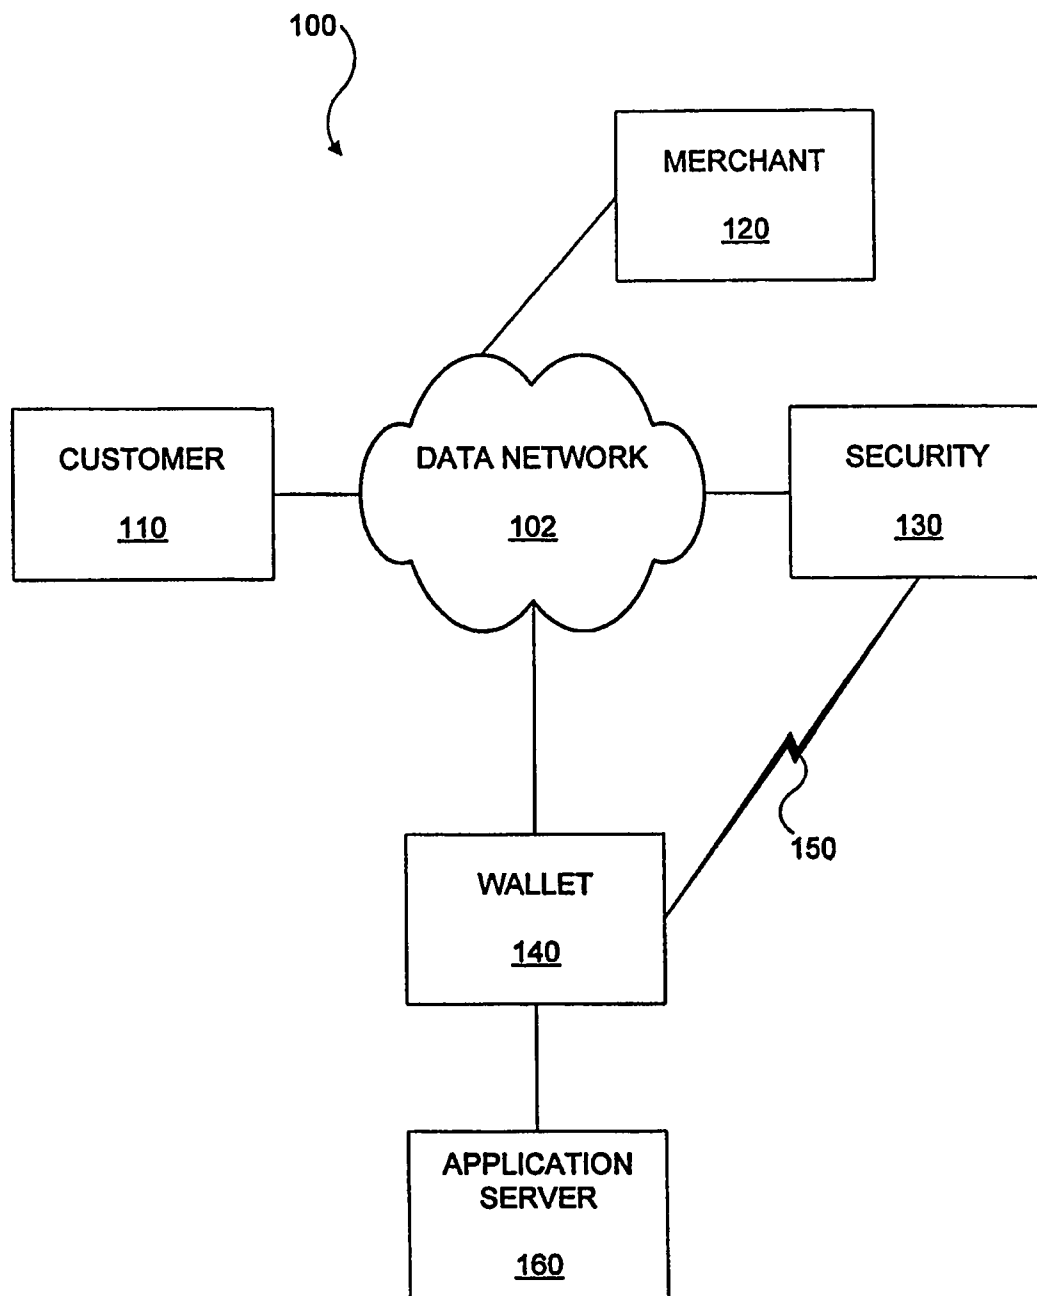 100
MERCHANT
120
CUSTOMER
110
DATA NETWORK
102
SECURITY
130
150
WALLET
140
APPLICATION
SERVER
160